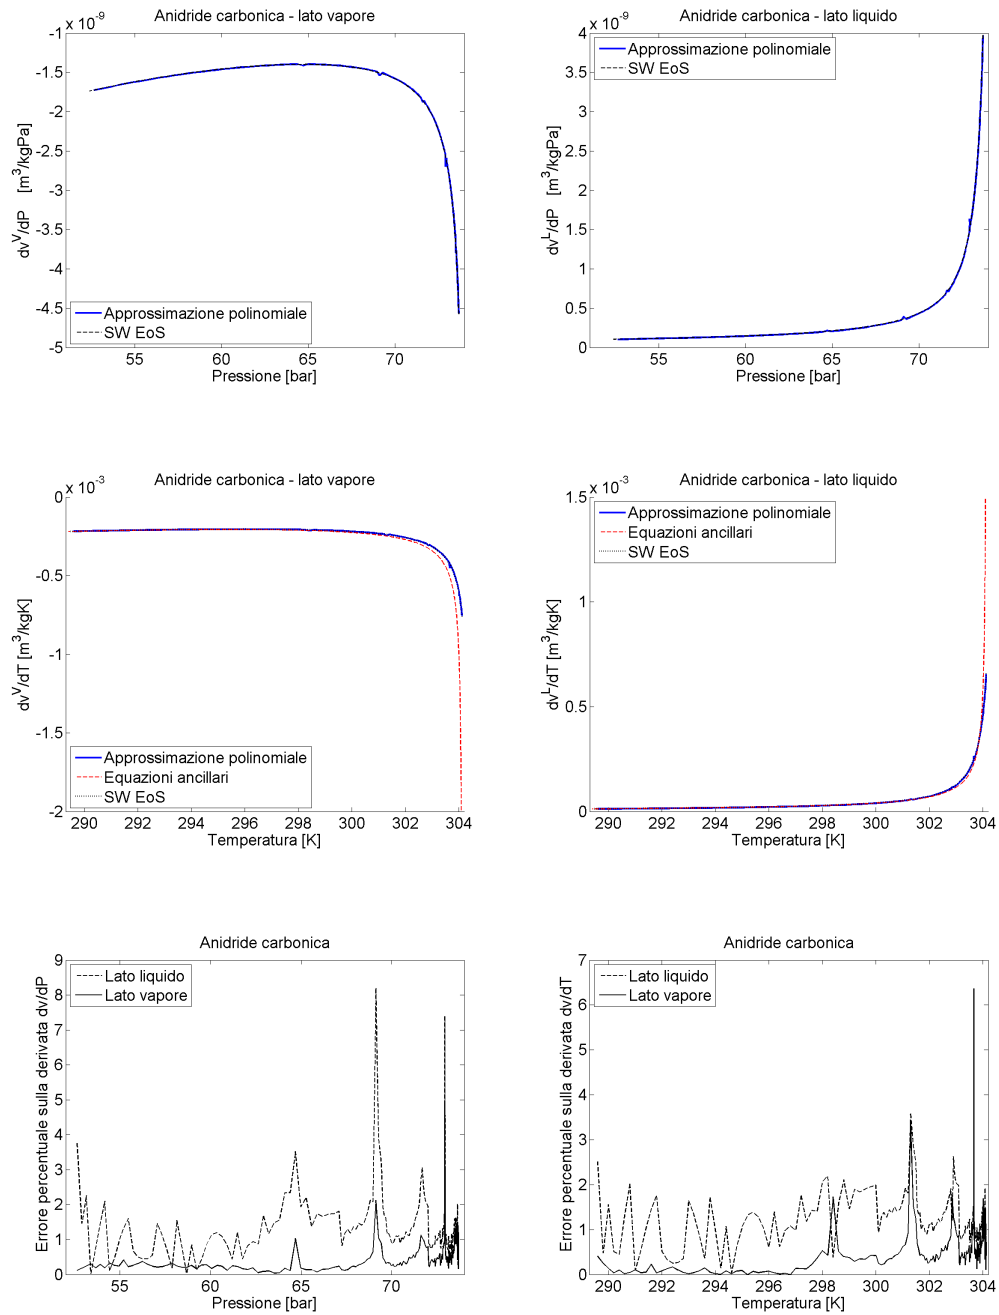 Anidride carbonica - lato vapore
x 10^-9
-1
-1.5
-2
-2.5
-3
-3.5
-4
-4.5
-5
dv^V/dP [m^3/kgPa]
Approssimazione polinomiale
SW EoS
55 60 65 70
Pressione [bar]
Anidride carbonica - lato liquido
x 10^-9
4
3.5
3
2.5
2
1.5
1
0.5
0
dv^L/dP [m^3/kgPa]
Approssimazione polinomiale
SW EoS
55 60 65 70
Pressione [bar]
Anidride carbonica - lato vapore
x 10^-3
0
-0.5
-1
-1.5
-2
dv^V/dT [m^3/kgK]
Approssimazione polinomiale
Equazioni ancillari
SW EoS
290 292 294 296 298 300 302 304
Temperatura [K]
Anidride carbonica - lato liquido
x 10^-3
1.5
1
0.5
0
dv^L/dT [m^3/kgK]
Approssimazione polinomiale
Equazioni ancillari
SW EoS
290 292 294 296 298 300 302 304
Temperatura [K]
Anidride carbonica
9
8
7
6
5
4
3
2
1
0
Errore percentuale sulla derivata dv/dP
Lato liquido
Lato vapore
55 60 65 70
Pressione [bar]
Anidride carbonica
7
6
5
4
3
2
1
0
Errore percentuale sulla derivata dv/dT
Lato liquido
Lato vapore
290 292 294 296 298 300 302 304
Temperatura [K]